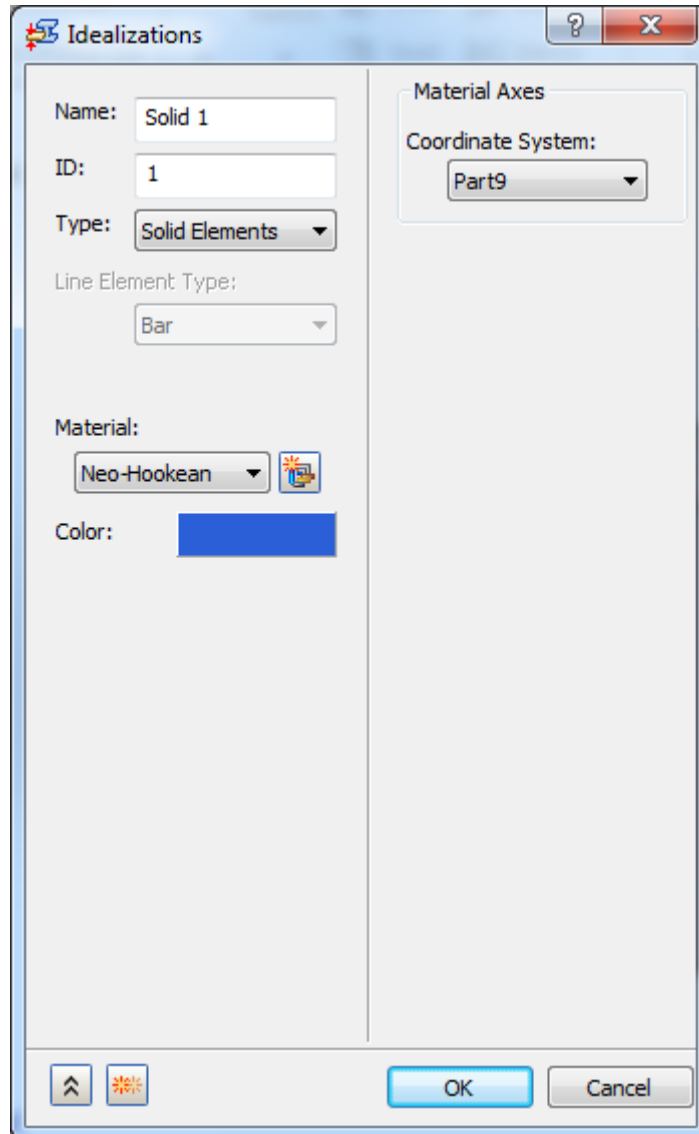 Idealizations
Name: Solid 1
ID: 1
Type: Solid Elements
Line Element Type:
Bar
Material:
Neo-Hookean
Color:
Material Axes
Coordinate System:
Part9
OK Cancel